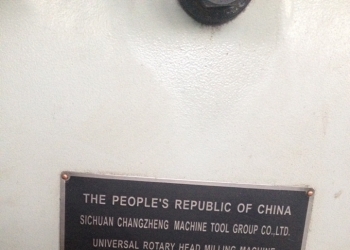 THE PEOPLE'S REPUBLIC OF CHINA
SICHUAN CHANGZHENG MACHINE TOOL GROUP CO.,LTD.
UNIVERSAL ROTARY HEAD MILLING MACHINE